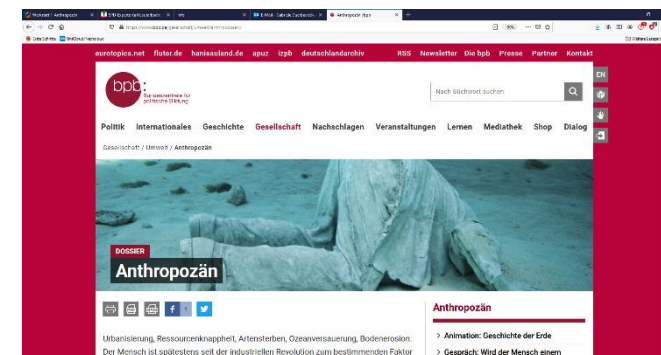 Anthropozän | bpb
eurotopics.net fluter.de hanisauland.de apuz izpb deutschlandarchiv RSS Newsletter Die bpb Presse Partner Kontakt
EN
bpb:
Bundeszentrale für
politische Bildung
Nach Stichwort suchen
Politik Internationales Geschichte Gesellschaft Nachschlagen Veranstaltungen Lernen Mediathek Shop Dialog
Gesellschaft / Umwelt / Anthropozän
DOSSIER
Anthropozän
Anthropozän
> Animation: Geschichte der Erde
Urbanisierung, Ressourcenknappheit, Artensterben, Ozeanversauerung, Bodenerosion:
Der Mensch ist spätestens seit der industriellen Revolution zum bestimmenden Faktor
> Gespräch: Wird der Mensch einem